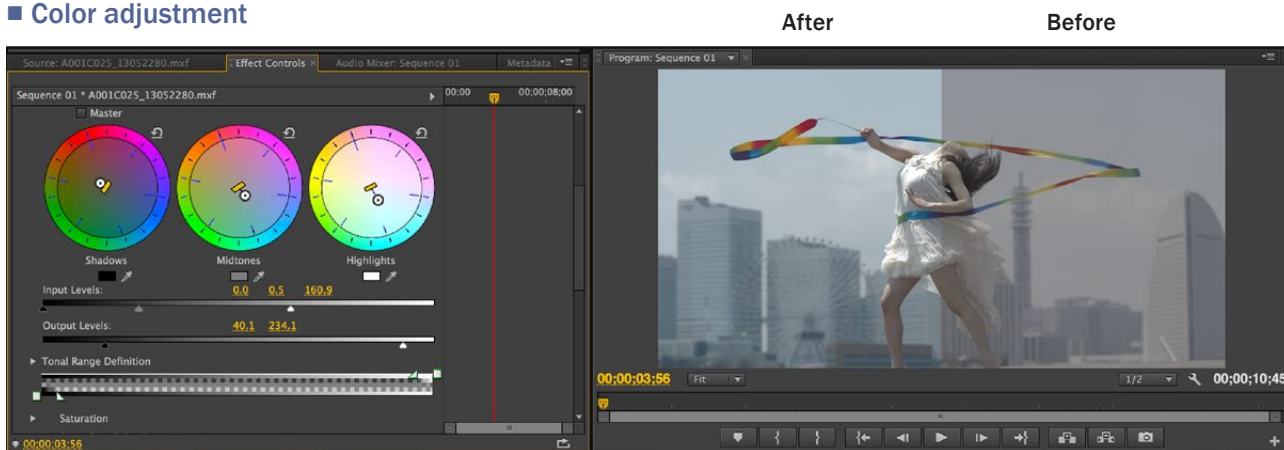 ■ Color adjustment
After Before
Source: A001C025_13052280.mxf Effect Controls × Audio Mixer: Sequence 01 Metadata
Program: Sequence 01
Sequence 01 * A001C025_13052280.mxf
00;00 00;00;08;00
Master
Shadows Midtones Highlights
Input Levels: 0.0 0.5 160.9
Output Levels: 40.1 234.1
Tonal Range Definition
Saturation
00;00;03;56
00;00;03;56 Fit 1/2 00;00;10;45